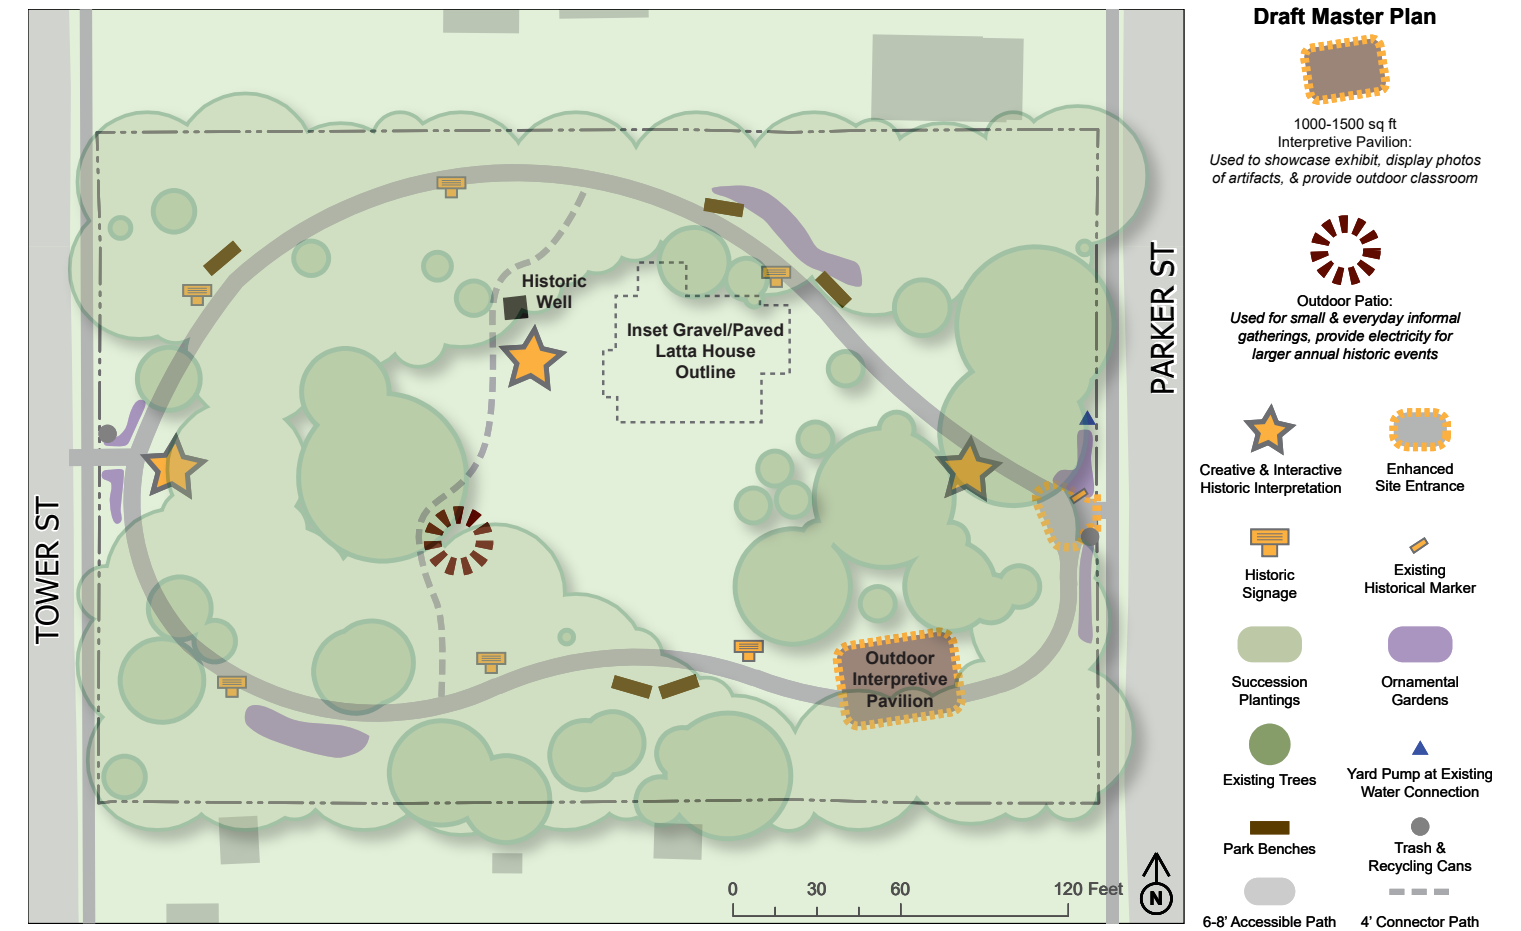 Draft Master Plan
1000-1500 sq ft
Interpretive Pavilion:
Used to showcase exhibit, display photos
of artifacts, & provide outdoor classroom
Outdoor Patio:
Used for small & everyday informal
gatherings, provide electricity for
larger annual historic events
Creative & Interactive
Historic Interpretation
Enhanced
Site Entrance
Historic
Signage
Existing
Historical Marker
Succession
Plantings
Ornamental
Gardens
Existing Trees
Yard Pump at Existing
Water Connection
Park Benches
Trash &
Recycling Cans
6-8' Accessible Path
4' Connector Path
TOWER ST
PARKER ST
Historic
Well
Inset Gravel/Paved
Latta House
Outline
Outdoor
Interpretive
Pavilion
0 30 60 120 Feet
N